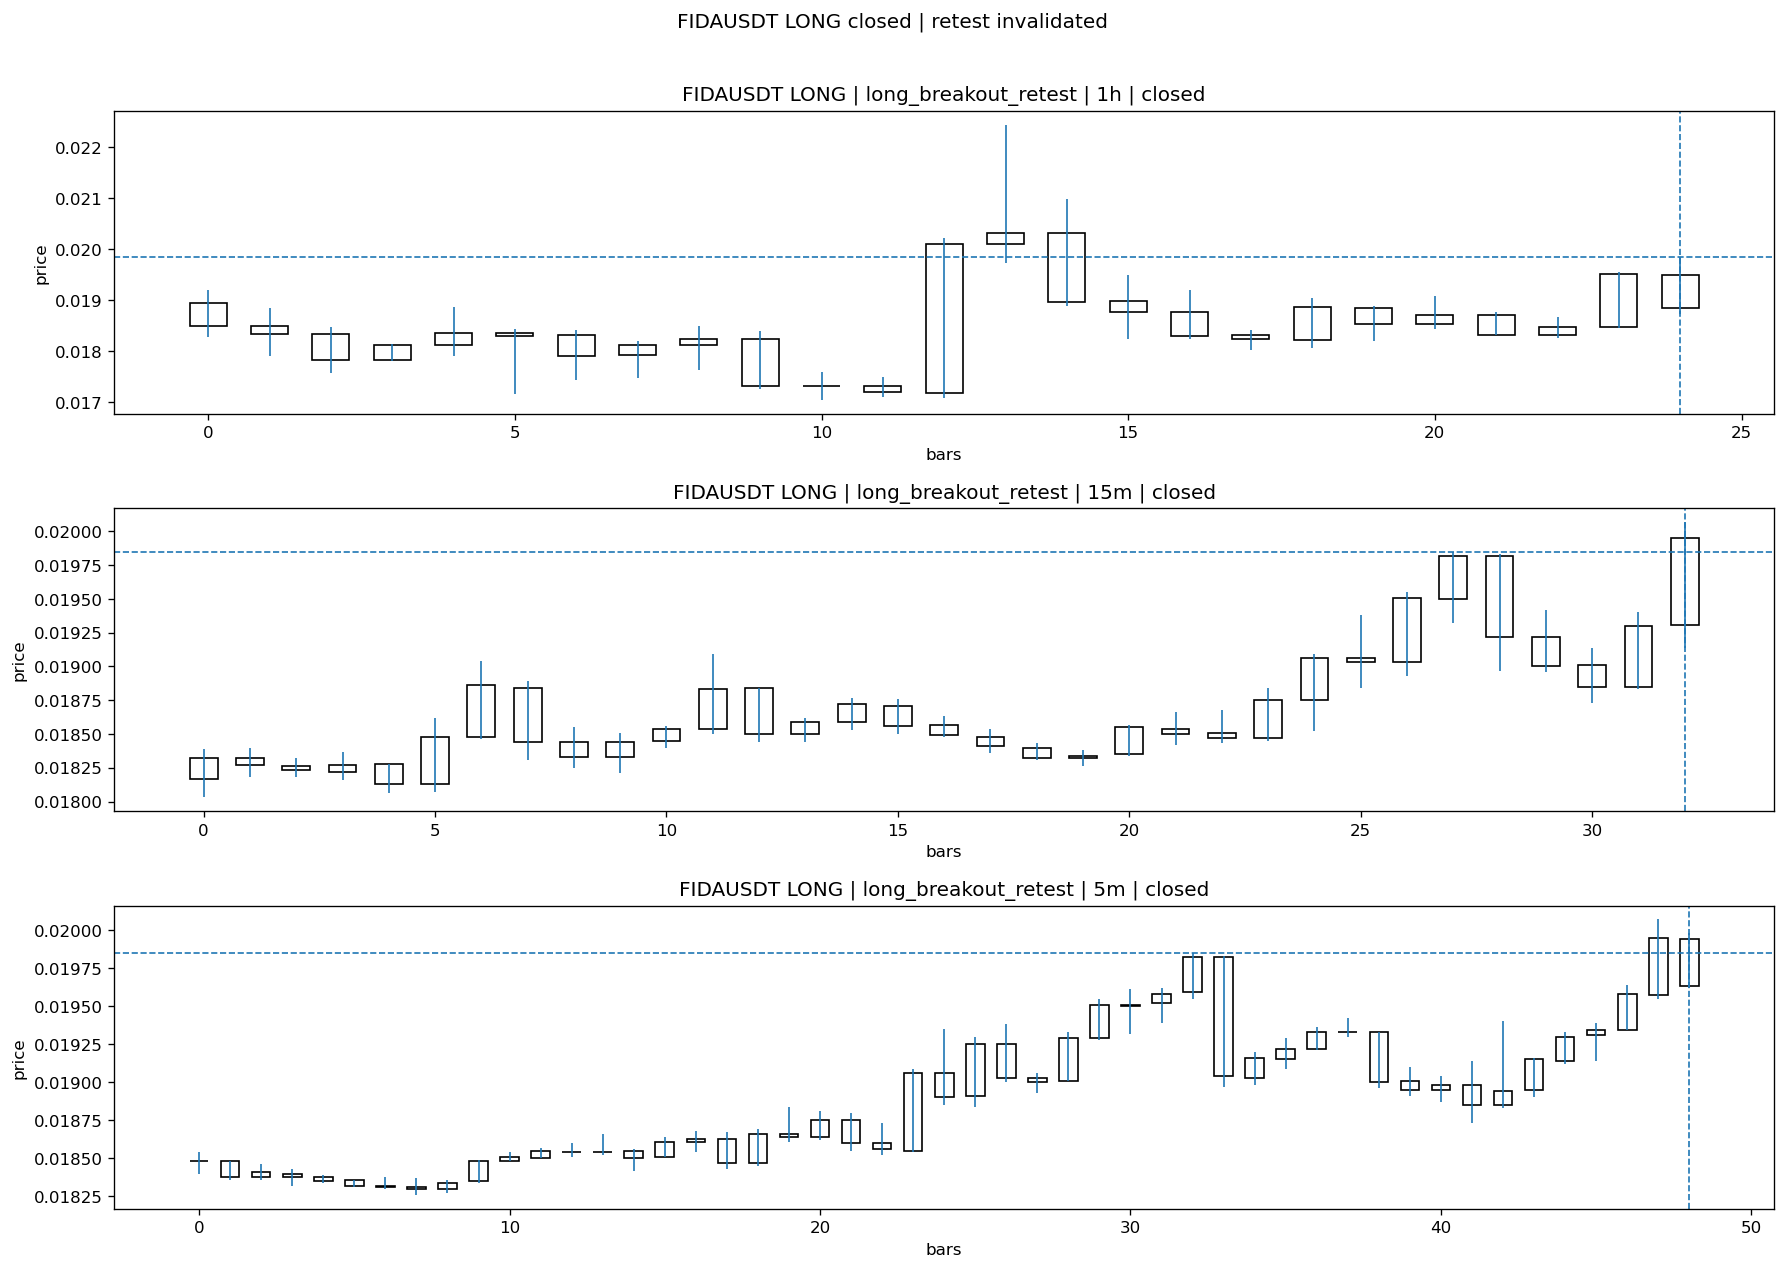 FIDAUSDT LONG closed | retest invalidated
FIDAUSDT LONG | long_breakout_retest | 1h | closed
price
0.022
0.021
0.020
0.019
0.018
0.017
0 5 10 15 20 25
bars
FIDAUSDT LONG | long_breakout_retest | 15m | closed
price
0.02000
0.01975
0.01950
0.01925
0.01900
0.01875
0.01850
0.01825
0.01800
0 5 10 15 20 25 30
bars
FIDAUSDT LONG | long_breakout_retest | 5m | closed
price
0.02000
0.01975
0.01950
0.01925
0.01900
0.01875
0.01850
0.01825
0 10 20 30 40 50
bars